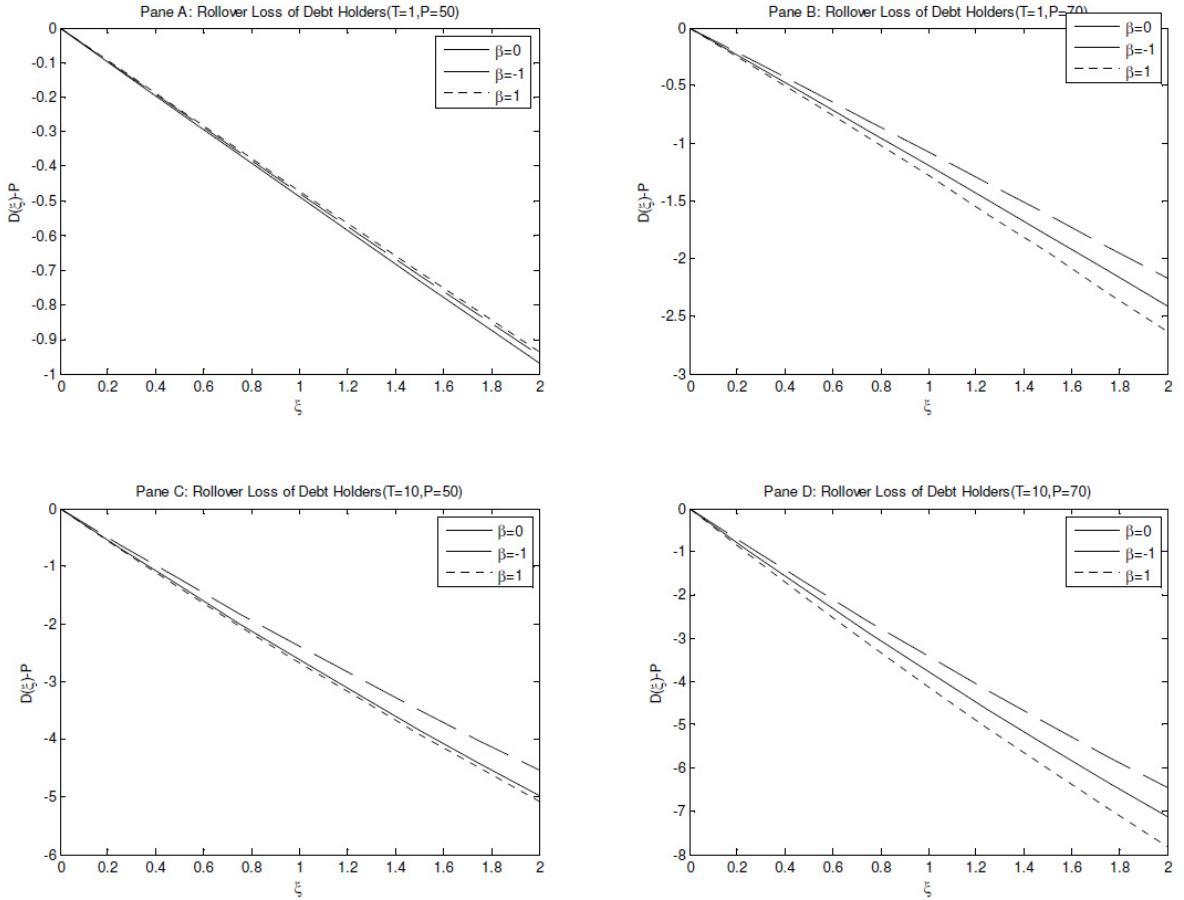 Pane A: Rollover Loss of Debt Holders(T=1,P=50)
0
-0.1
-0.2
-0.3
-0.4
-0.5
-0.6
-0.7
-0.8
-0.9
-1
D(ξ)-P
0 0.2 0.4 0.6 0.8 1 1.2 1.4 1.6 1.8 2
ξ
β=0
β=-1
β=1
Pane B: Rollover Loss of Debt Holders(T=1,P=70)
0
-0.5
-1
-1.5
-2
-2.5
-3
D(ξ)-P
0 0.2 0.4 0.6 0.8 1 1.2 1.4 1.6 1.8 2
ξ
β=0
β=-1
β=1
Pane C: Rollover Loss of Debt Holders(T=10,P=50)
0
-1
-2
-3
-4
-5
-6
D(ξ)-P
0 0.2 0.4 0.6 0.8 1 1.2 1.4 1.6 1.8 2
ξ
β=0
β=-1
β=1
Pane D: Rollover Loss of Debt Holders(T=10,P=70)
0
-1
-2
-3
-4
-5
-6
-7
-8
D(ξ)-P
0 0.2 0.4 0.6 0.8 1 1.2 1.4 1.6 1.8 2
ξ
β=0
β=-1
β=1